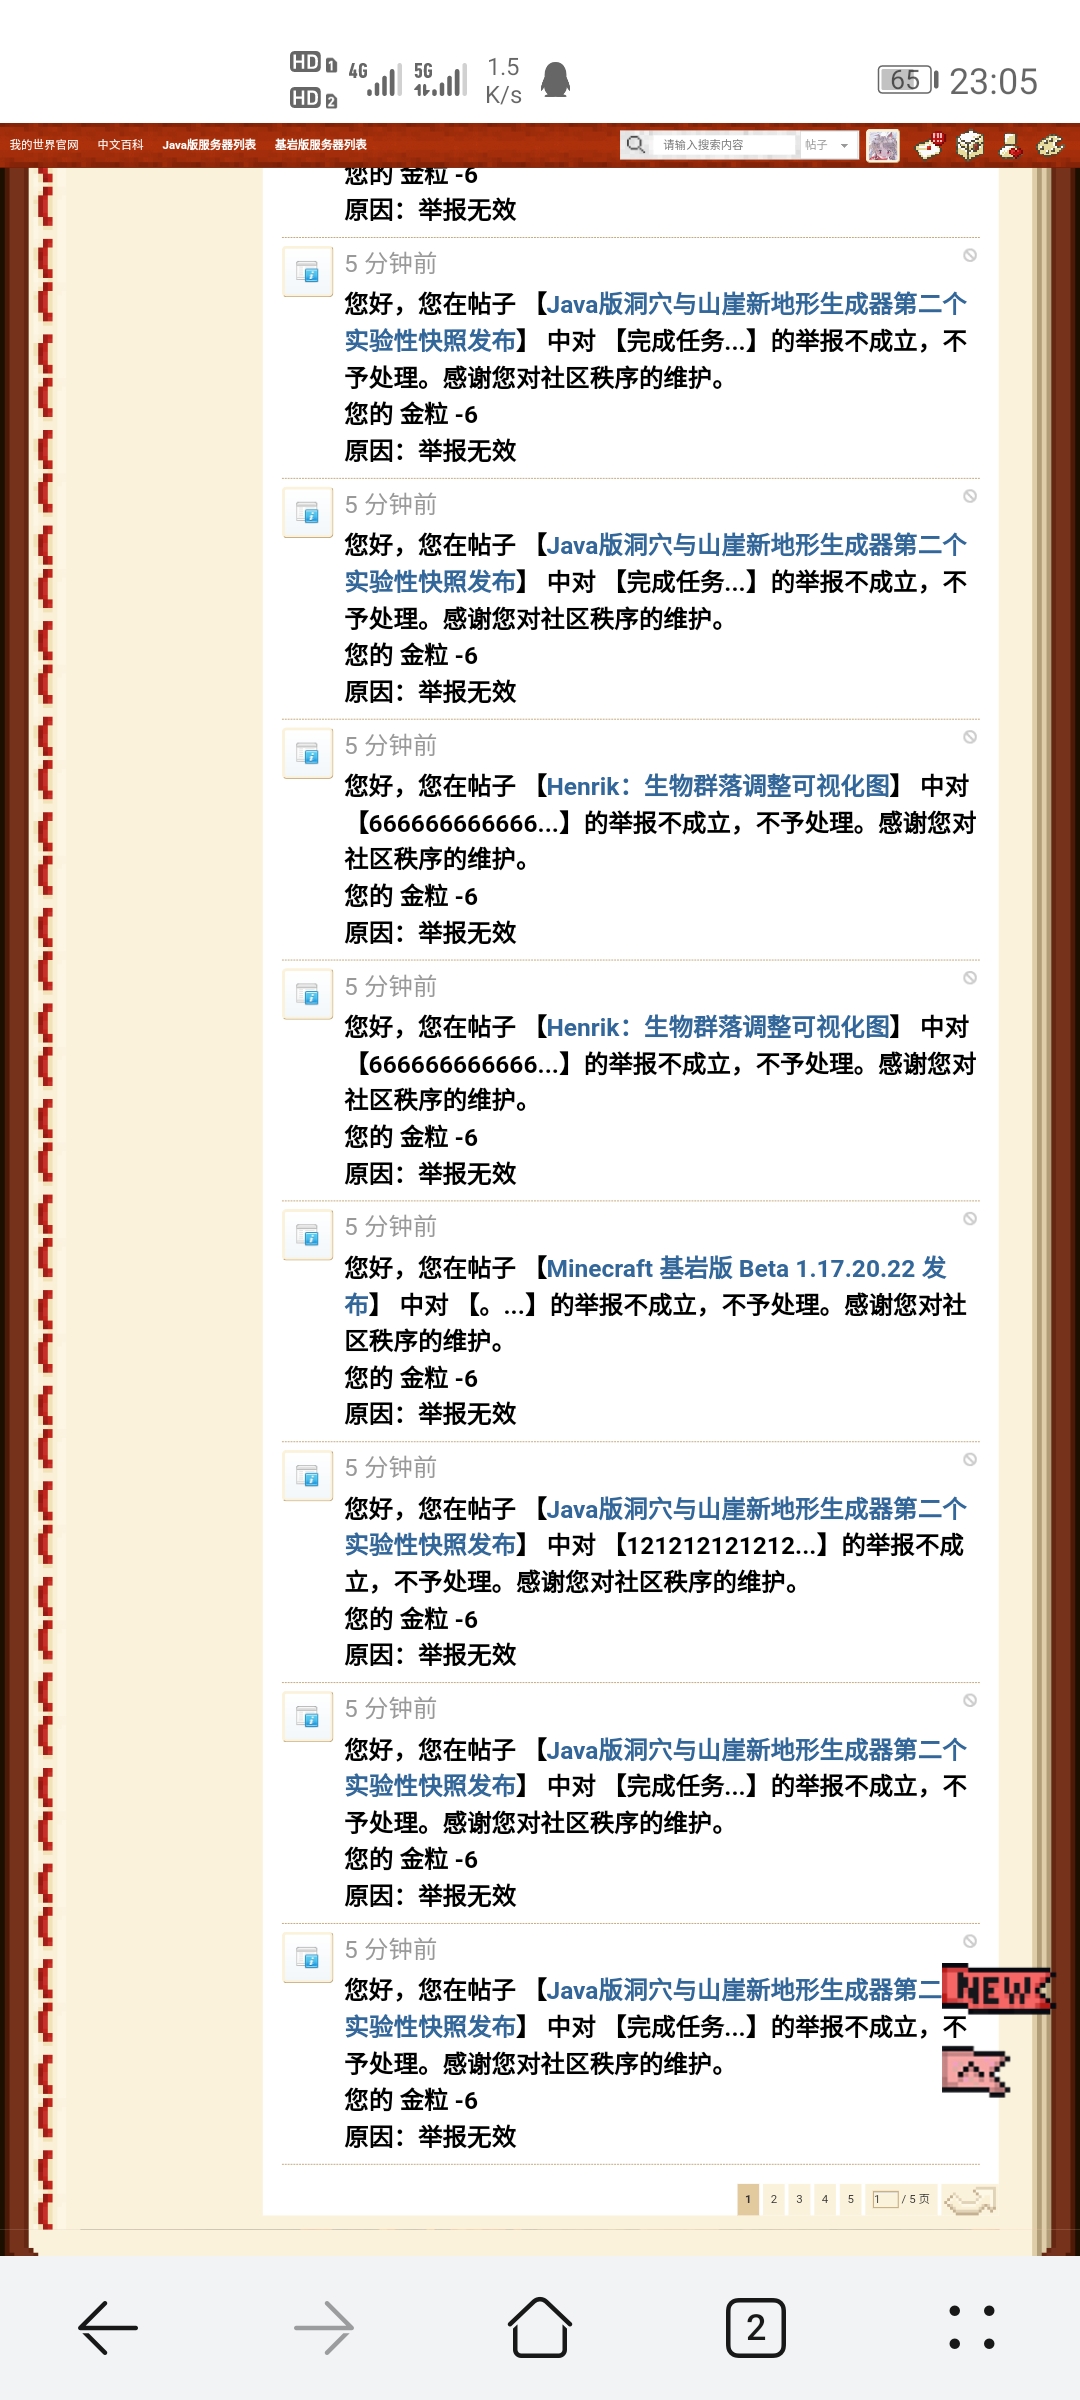 HD 1 4G 5G 1.5 65 23:05
HD 2 K/s
我的世界官网 中文百科 Java版服务器列表 基岩版服务器列表 请输入搜索内容 帖子
您的 金粒 -6
原因：举报无效
5 分钟前
您好，您在帖子 【Java版洞穴与山崖新地形生成器第二个
实验性快照发布】 中对 【完成任务...】的举报不成立，不
予处理。感谢您对社区秩序的维护。
您的 金粒 -6
原因：举报无效
5 分钟前
您好，您在帖子 【Java版洞穴与山崖新地形生成器第二个
实验性快照发布】 中对 【完成任务...】的举报不成立，不
予处理。感谢您对社区秩序的维护。
您的 金粒 -6
原因：举报无效
5 分钟前
您好，您在帖子 【Henrik：生物群落调整可视化图】 中对
【666666666666...】的举报不成立，不予处理。感谢您对
社区秩序的维护。
您的 金粒 -6
原因：举报无效
5 分钟前
您好，您在帖子 【Henrik：生物群落调整可视化图】 中对
【666666666666...】的举报不成立，不予处理。感谢您对
社区秩序的维护。
您的 金粒 -6
原因：举报无效
5 分钟前
您好，您在帖子 【Minecraft 基岩版 Beta 1.17.20.22 发
布】 中对 【。...】的举报不成立，不予处理。感谢您对社
区秩序的维护。
您的 金粒 -6
原因：举报无效
5 分钟前
您好，您在帖子 【Java版洞穴与山崖新地形生成器第二个
实验性快照发布】 中对 【121212121212...】的举报不成
立，不予处理。感谢您对社区秩序的维护。
您的 金粒 -6
原因：举报无效
5 分钟前
您好，您在帖子 【Java版洞穴与山崖新地形生成器第二个
实验性快照发布】 中对 【完成任务...】的举报不成立，不
予处理。感谢您对社区秩序的维护。
您的 金粒 -6
原因：举报无效
5 分钟前
您好，您在帖子 【Java版洞穴与山崖新地形生成器第二
NEW
实验性快照发布】 中对 【完成任务...】的举报不成立，不
予处理。感谢您对社区秩序的维护。
您的 金粒 -6
原因：举报无效
1 2 3 4 5 1 / 5 页
2